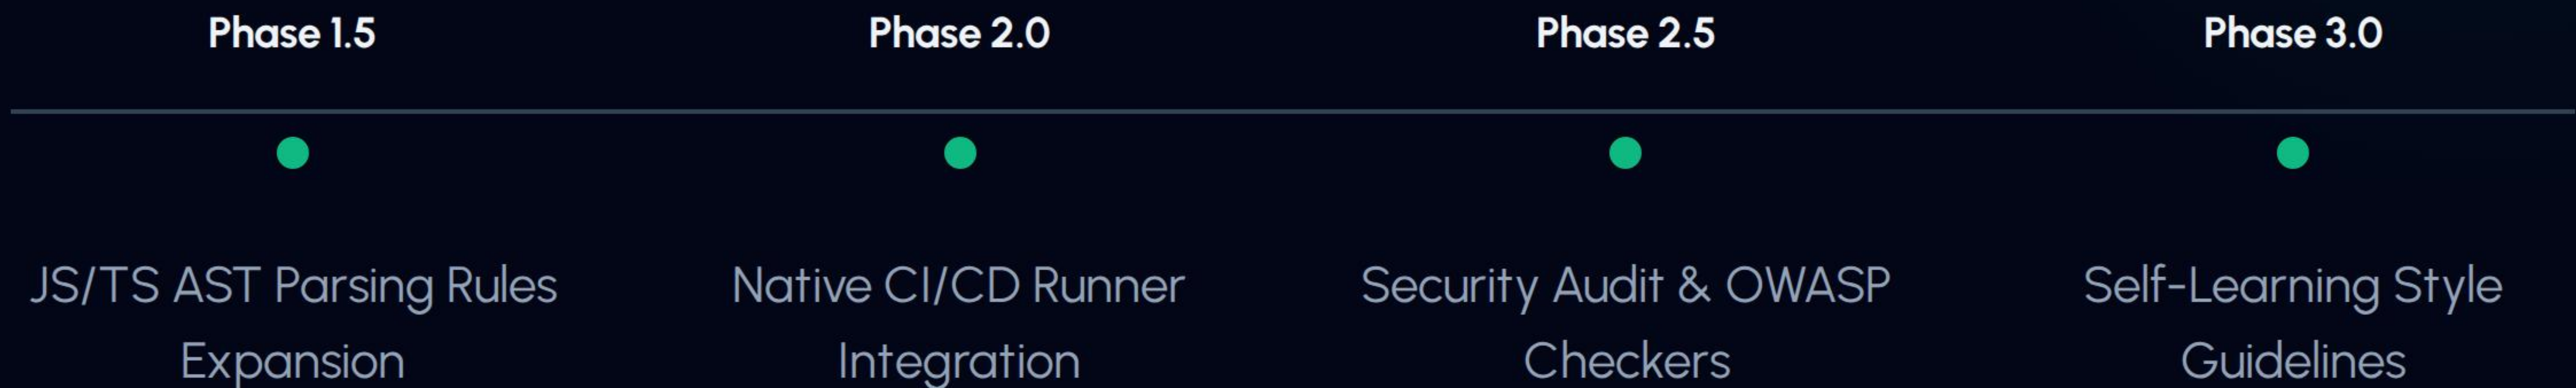 Phase 1.5
Phase 2.0
Phase 2.5
Phase 3.0
JS/TS AST Parsing Rules
Expansion
Native CI/CD Runner
Integration
Security Audit & OWASP
Checkers
Self-Learning Style
Guidelines